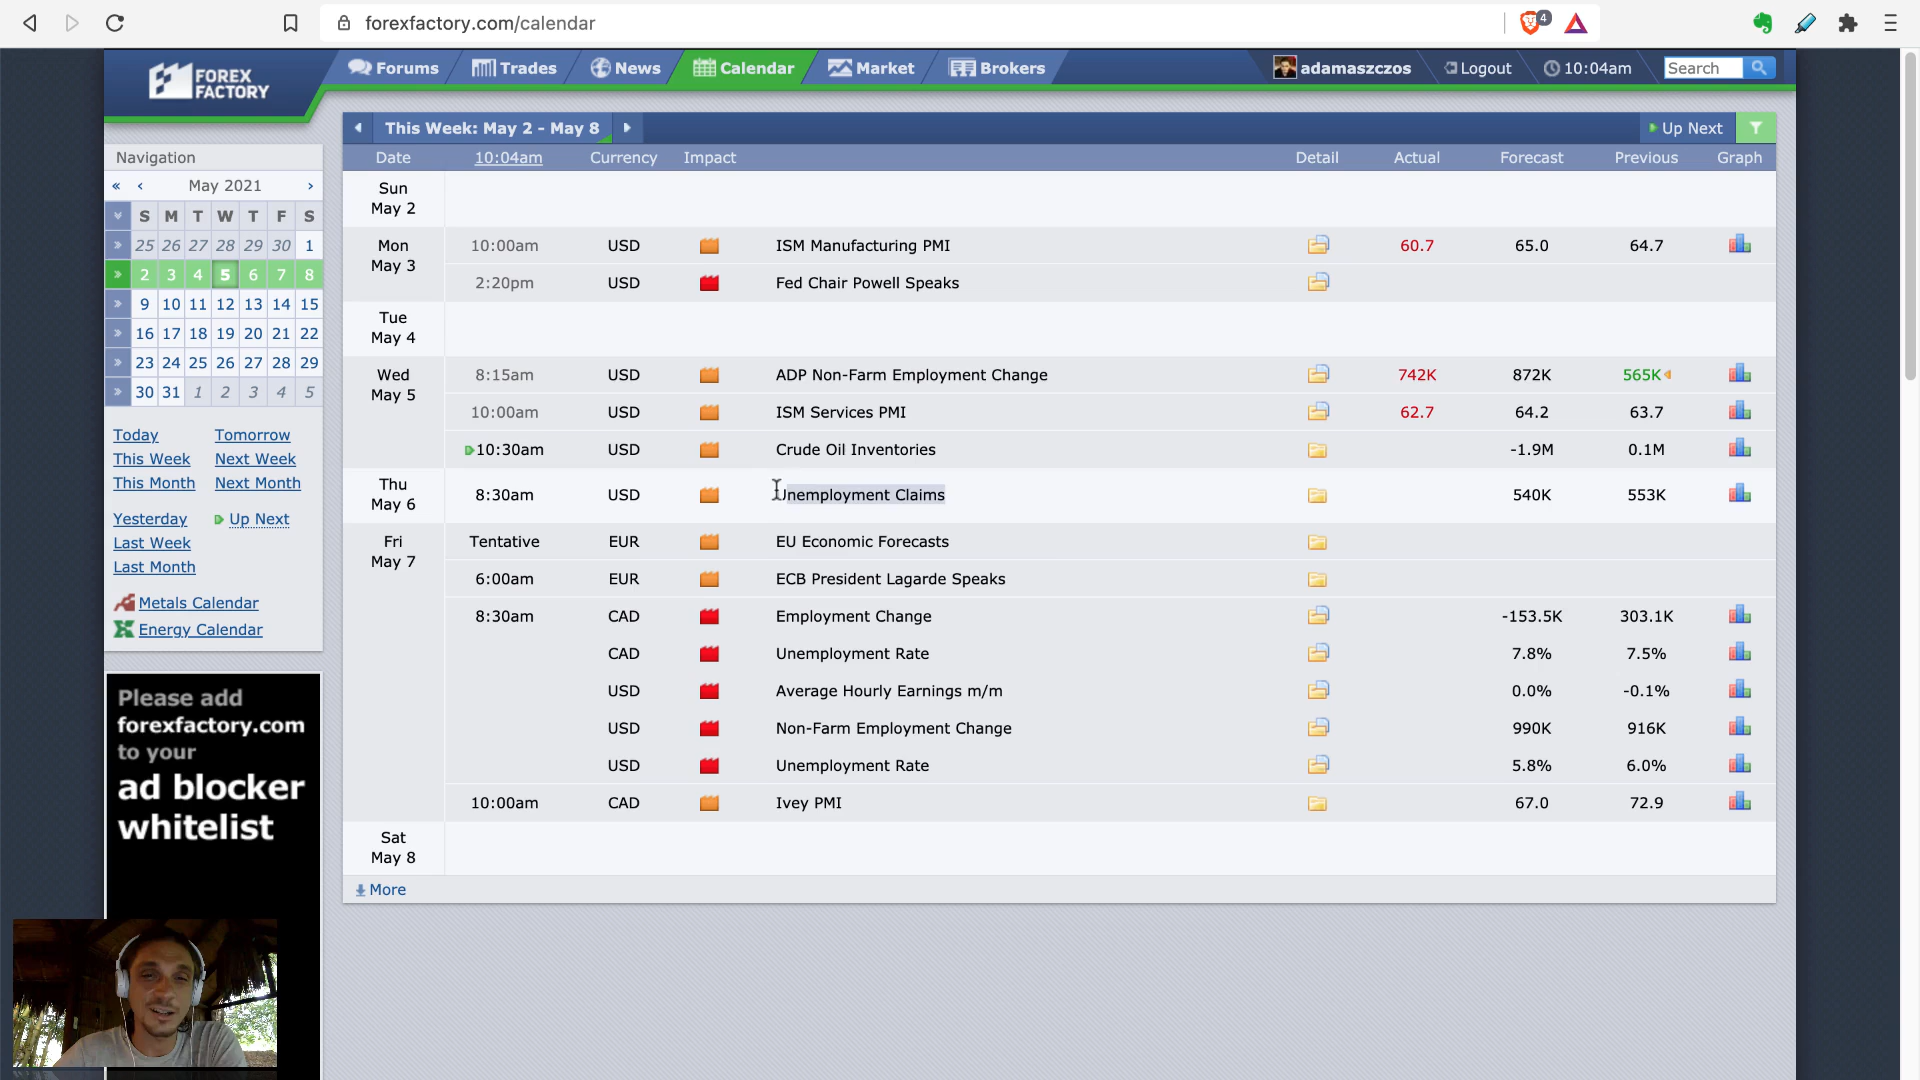 forexfactory.com/calendar
4
FOREX
FACTORY
Forums
Trades
News
Calendar
Market
Brokers
adamaszczos
Logout
10:04am
Search
Navigation
« ‹ May 2021 ›
S M T W T F S
» 25 26 27 28 29 30 1
» 2 3 4 5 6 7 8
» 9 10 11 12 13 14 15
» 16 17 18 19 20 21 22
» 23 24 25 26 27 28 29
» 30 31 1 2 3 4 5
Today Tomorrow
This Week Next Week
This Month Next Month
Yesterday Up Next
Last Week
Last Month
Metals Calendar
Energy Calendar
Please add
forexfactory.com
to your
ad blocker
whitelist
This Week: May 2 - May 8
Up Next
Date 10:04am Currency Impact Detail Actual Forecast Previous Graph
Sun
May 2
Mon
May 3
10:00am USD ISM Manufacturing PMI 60.7 65.0 64.7
2:20pm USD Fed Chair Powell Speaks
Tue
May 4
Wed
May 5
8:15am USD ADP Non-Farm Employment Change 742K 872K 565K
10:00am USD ISM Services PMI 62.7 64.2 63.7
10:30am USD Crude Oil Inventories -1.9M 0.1M
Thu
May 6
8:30am USD Unemployment Claims 540K 553K
Fri
May 7
Tentative EUR EU Economic Forecasts
6:00am EUR ECB President Lagarde Speaks
8:30am CAD Employment Change -153.5K 303.1K
CAD Unemployment Rate 7.8% 7.5%
USD Average Hourly Earnings m/m 0.0% -0.1%
USD Non-Farm Employment Change 990K 916K
USD Unemployment Rate 5.8% 6.0%
10:00am CAD Ivey PMI 67.0 72.9
Sat
May 8
More